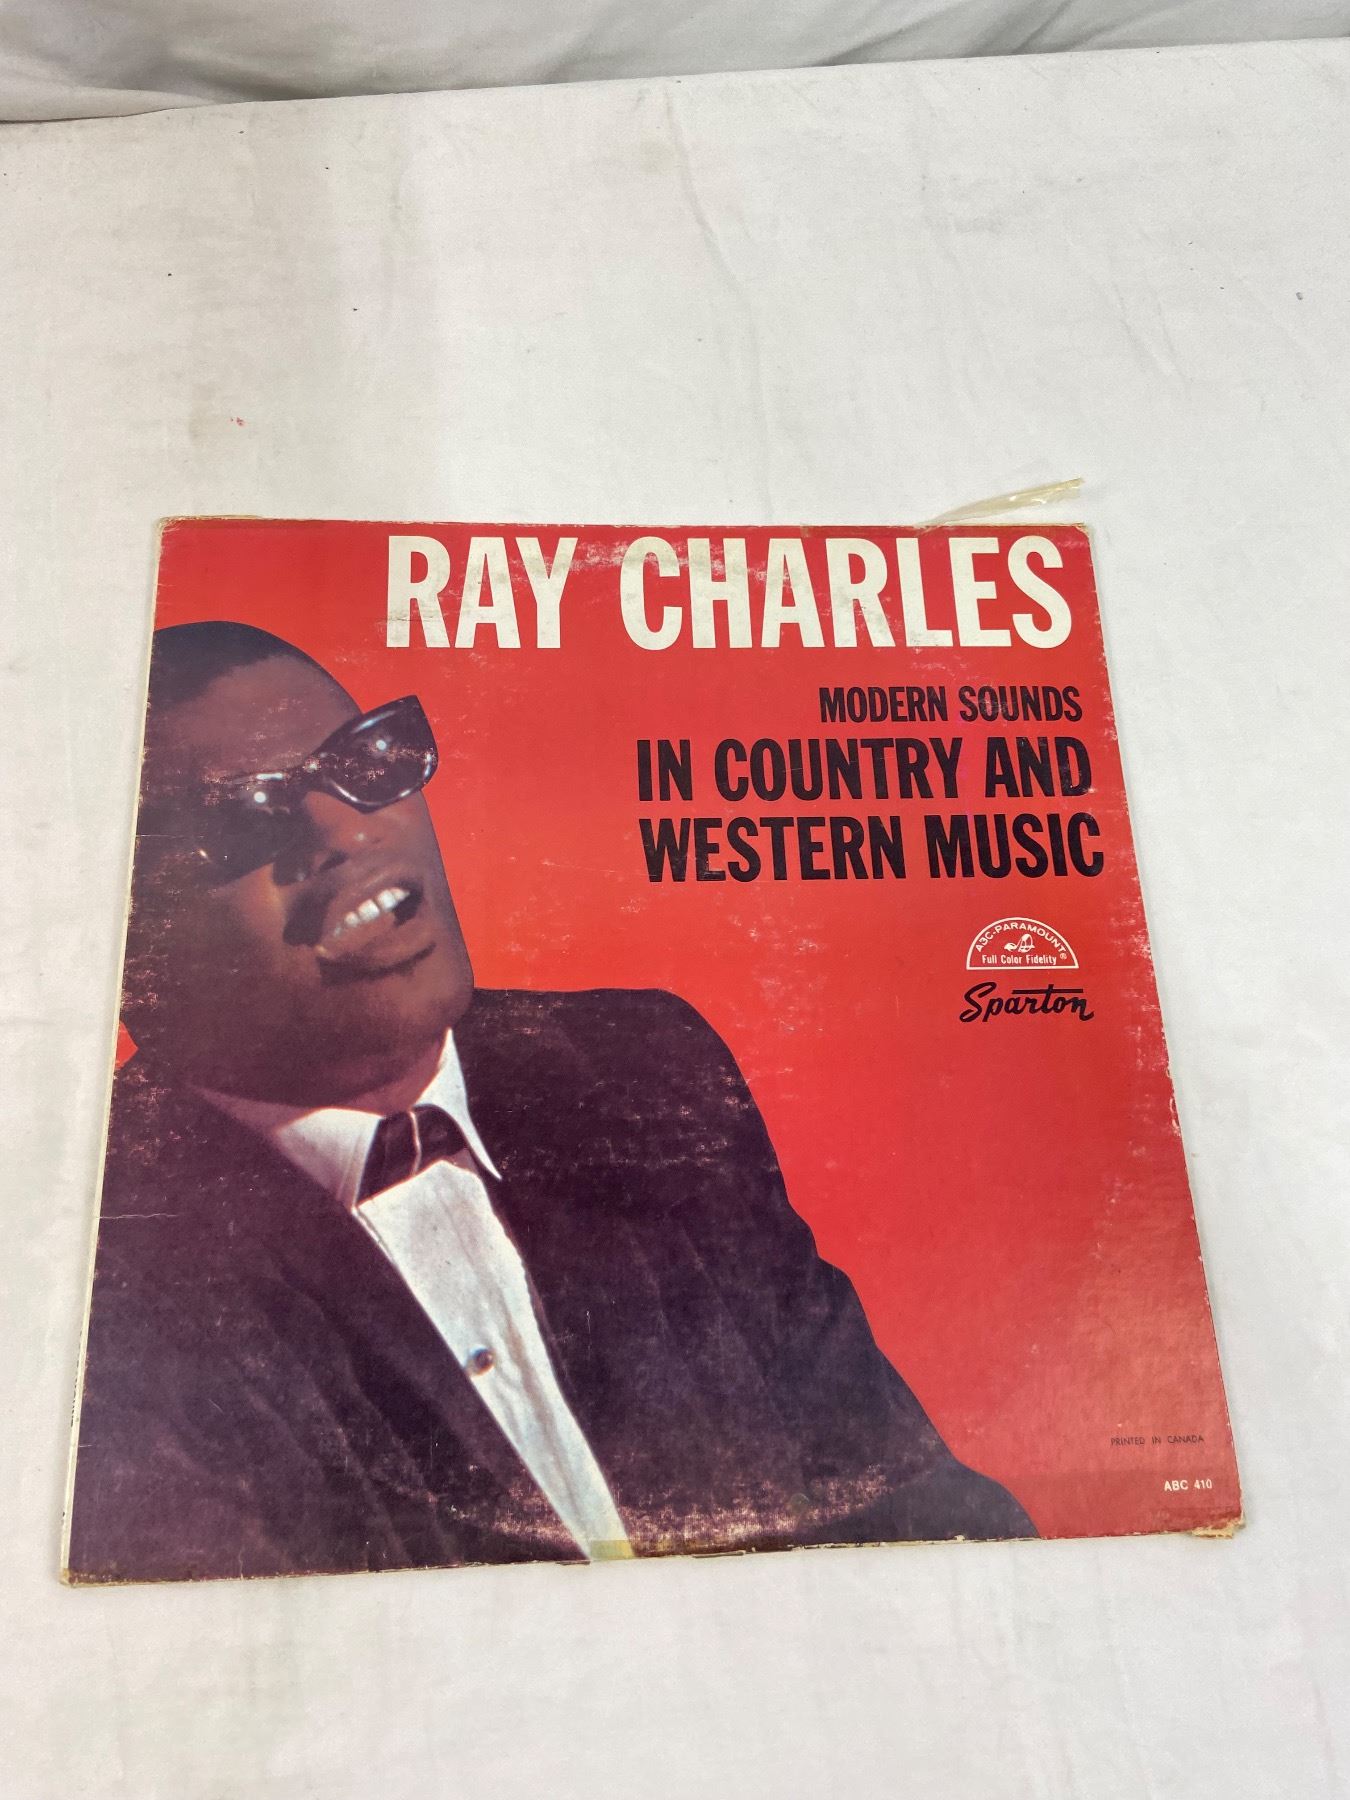 RAY CHARLES
MODERN SOUNDS
IN COUNTRY AND
WESTERN MUSIC
ABC-PARAMOUNT®
Full Color Fidelity
Sparton
PRINTED IN CANADA
ABC 410